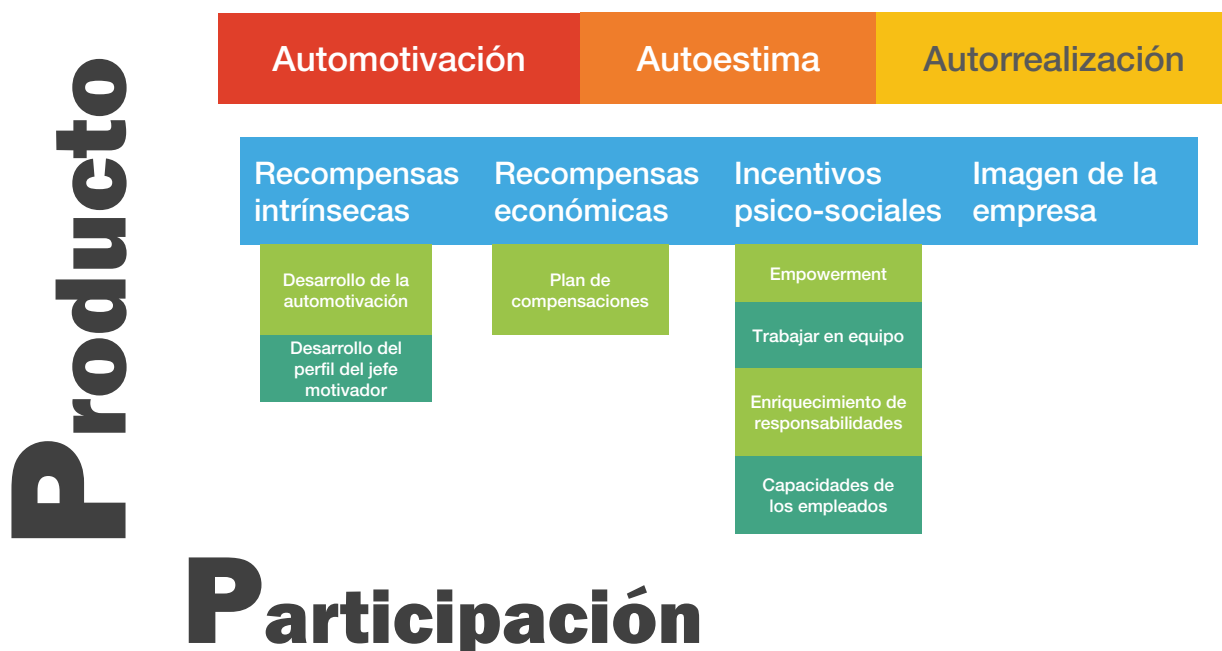 Producto
Automotivación
Autoestima
Autorrealización
Recompensas
intrínsecas
Recompensas
económicas
Incentivos
psico-sociales
Imagen de la
empresa
Desarrollo de la
automotivación
Desarrollo del
perfil del jefe
motivador
Plan de
compensaciones
Empowerment
Trabajar en equipo
Enriquecimiento de
responsabilidades
Capacidades de
los empleados
Participación